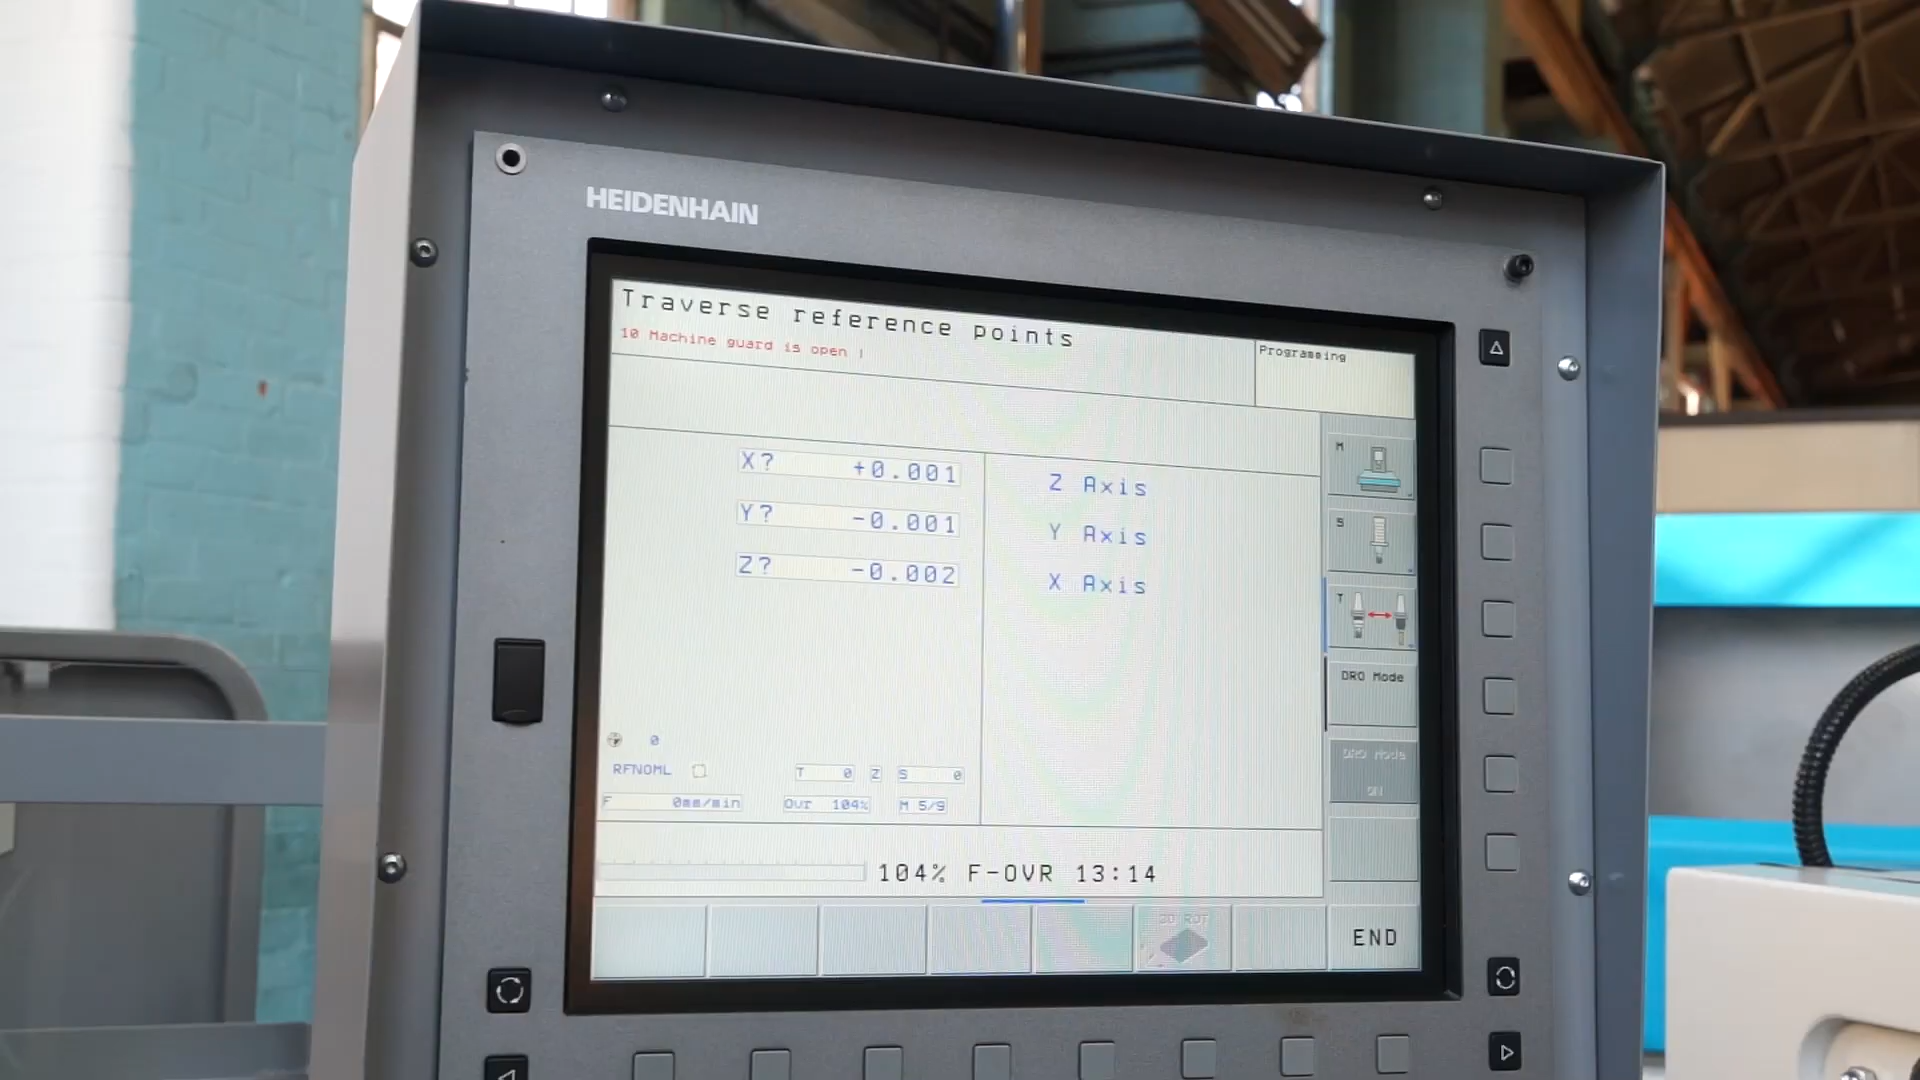 HEIDENHAIN
Traverse reference points
10 Machine guard is open !
Programming
X? +0.001
Y? -0.001
Z? -0.002
Z Axis
Y Axis
X Axis
M
S
T
DRO Mode
DRO Mode
ON
0
RFNOML
T 0 Z S 0
F 0mm/min Ovr 104% M 5/9
104% F-OVR 13:14
3D ROT
END